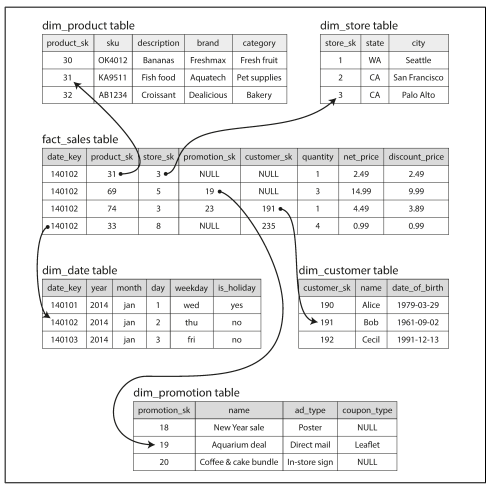 dim_product table
product_sk sku description brand category
30 OK4012 Bananas Freshmax Fresh fruit
31 KA9511 Fish food Aquatech Pet supplies
32 AB1234 Croissant Dealicious Bakery
dim_store table
store_sk state city
1 WA Seattle
2 CA San Francisco
3 CA Palo Alto
fact_sales table
date_key product_sk store_sk promotion_sk customer_sk quantity net_price discount_price
140102 31 3 NULL NULL 1 2.49 2.49
140102 69 5 19 NULL 3 14.99 9.99
140102 74 3 23 191 1 4.49 3.89
140102 33 8 NULL 235 4 0.99 0.99
dim_date table
date_key year month day weekday is_holiday
140101 2014 jan 1 wed yes
140102 2014 jan 2 thu no
140103 2014 jan 3 fri no
dim_customer table
customer_sk name date_of_birth
190 Alice 1979-03-29
191 Bob 1961-09-02
192 Cecil 1991-12-13
dim_promotion table
promotion_sk name ad_type coupon_type
18 New Year sale Poster NULL
19 Aquarium deal Direct mail Leaflet
20 Coffee & cake bundle In-store sign NULL